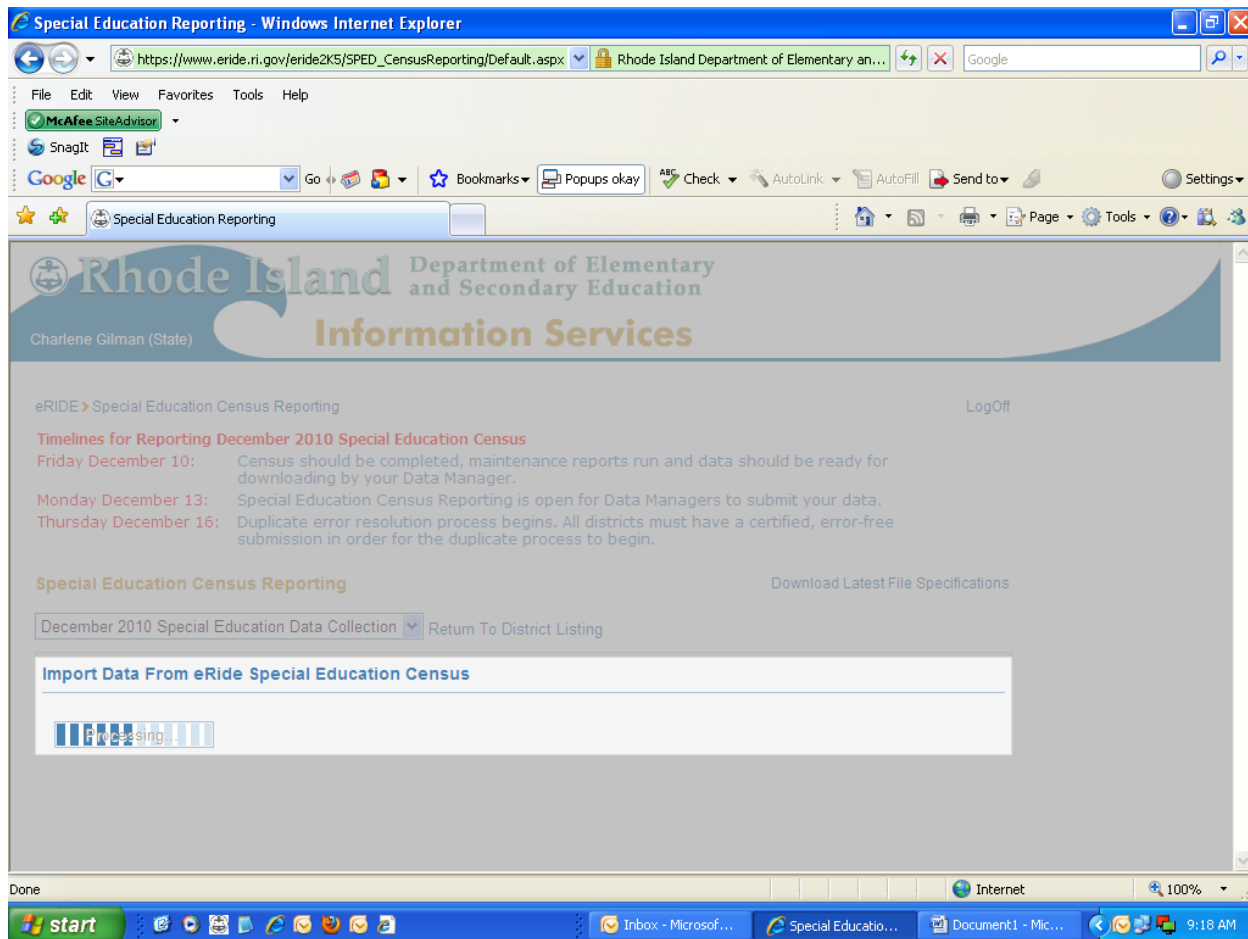 Special Education Reporting - Windows Internet Explorer
https://www.eride.ri.gov/eride2K5/SPED_CensusReporting/Default.aspx Rhode Island Department of Elementary an... Google
File Edit View Favorites Tools Help
McAfee SiteAdvisor
SnagIt
Google G Go Bookmarks Popups okay ABC Check AutoLink AutoFill Send to Settings
Special Education Reporting Page Tools
Rhode Island Department of Elementary
and Secondary Education
Charlene Gilman (State) Information Services
eRIDE > Special Education Census Reporting LogOff
Timelines for Reporting December 2010 Special Education Census
Friday December 10: Census should be completed, maintenance reports run and data should be ready for
downloading by your Data Manager.
Monday December 13: Special Education Census Reporting is open for Data Managers to submit your data.
Thursday December 16: Duplicate error resolution process begins. All districts must have a certified, error-free
submission in order for the duplicate process to begin.
Special Education Census Reporting Download Latest File Specifications
December 2010 Special Education Data Collection Return To District Listing
Import Data From eRide Special Education Census
Processing...
Done Internet 100%
start Inbox - Microsof... Special Educatio... Document1 - Mic... 9:18 AM